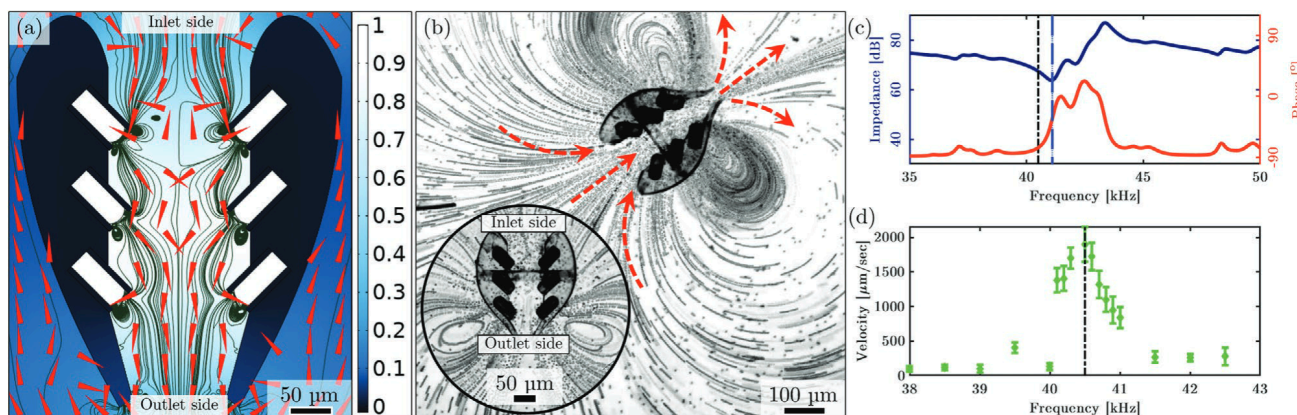 (a)
Inlet side
Outlet side
50 µm
1
0.9
0.8
0.7
0.6
0.5
0.4
0.3
0.2
0.1
0
(b)
Inlet side
Outlet side
50 µm
100 µm
(c)
Impedance [dB]
80
60
40
35 40 45 50
Frequency [kHz]
90
0
-90
Phase [°]
(d)
Velocity [µm/sec]
2000
1500
1000
500
0
38 39 40 41 42 43
Frequency [kHz]